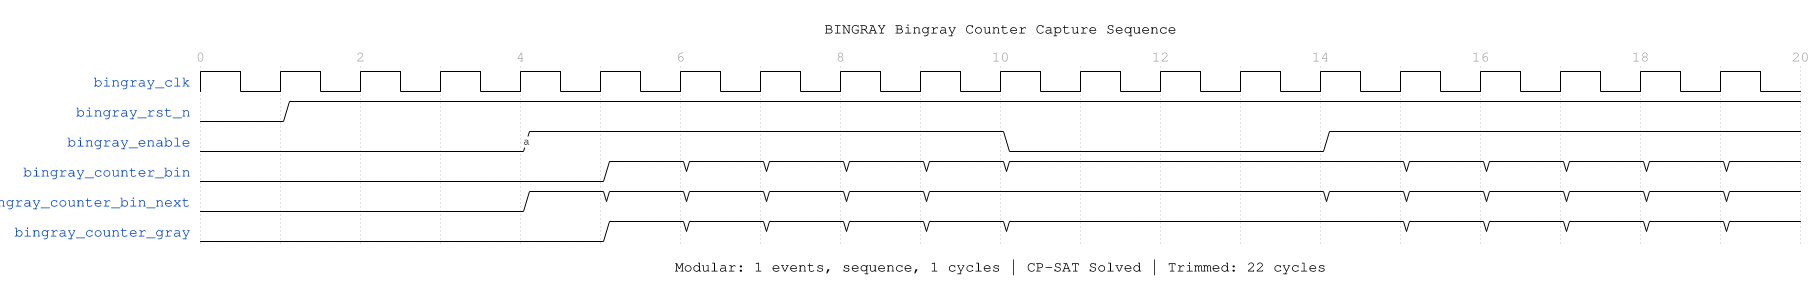 BINGRAY Bingray Counter Capture Sequence
0 2 4 6 8 10 12 14 16 18 20
bingray_clk
bingray_rst_n
bingray_enable
a
bingray_counter_bin
ngray_counter_bin_next
bingray_counter_gray
Modular: 1 events, sequence, 1 cycles | CP-SAT Solved | Trimmed: 22 cycles